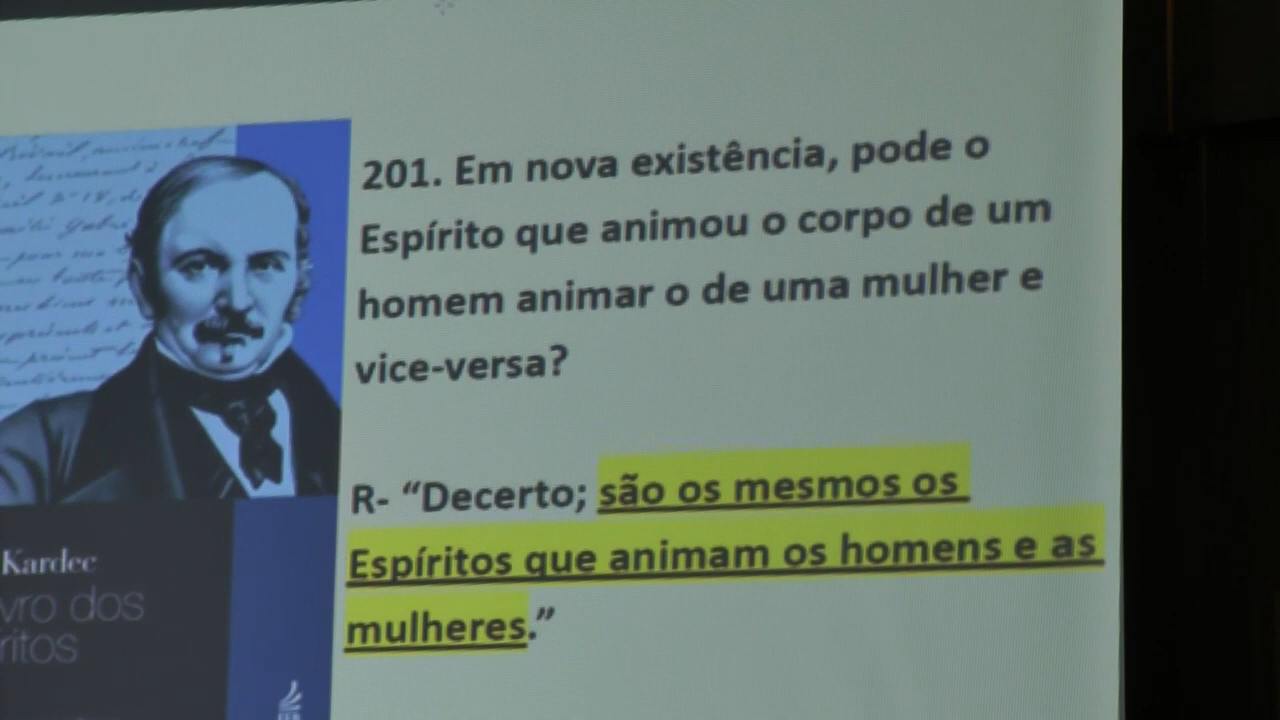 201. Em nova existência, pode o
Espírito que animou o corpo de um
homem animar o de uma mulher e
vice-versa?
R- “Decerto; são os mesmos os
Espíritos que animam os homens e as
mulheres.”
Kardec
vro dos
ritos